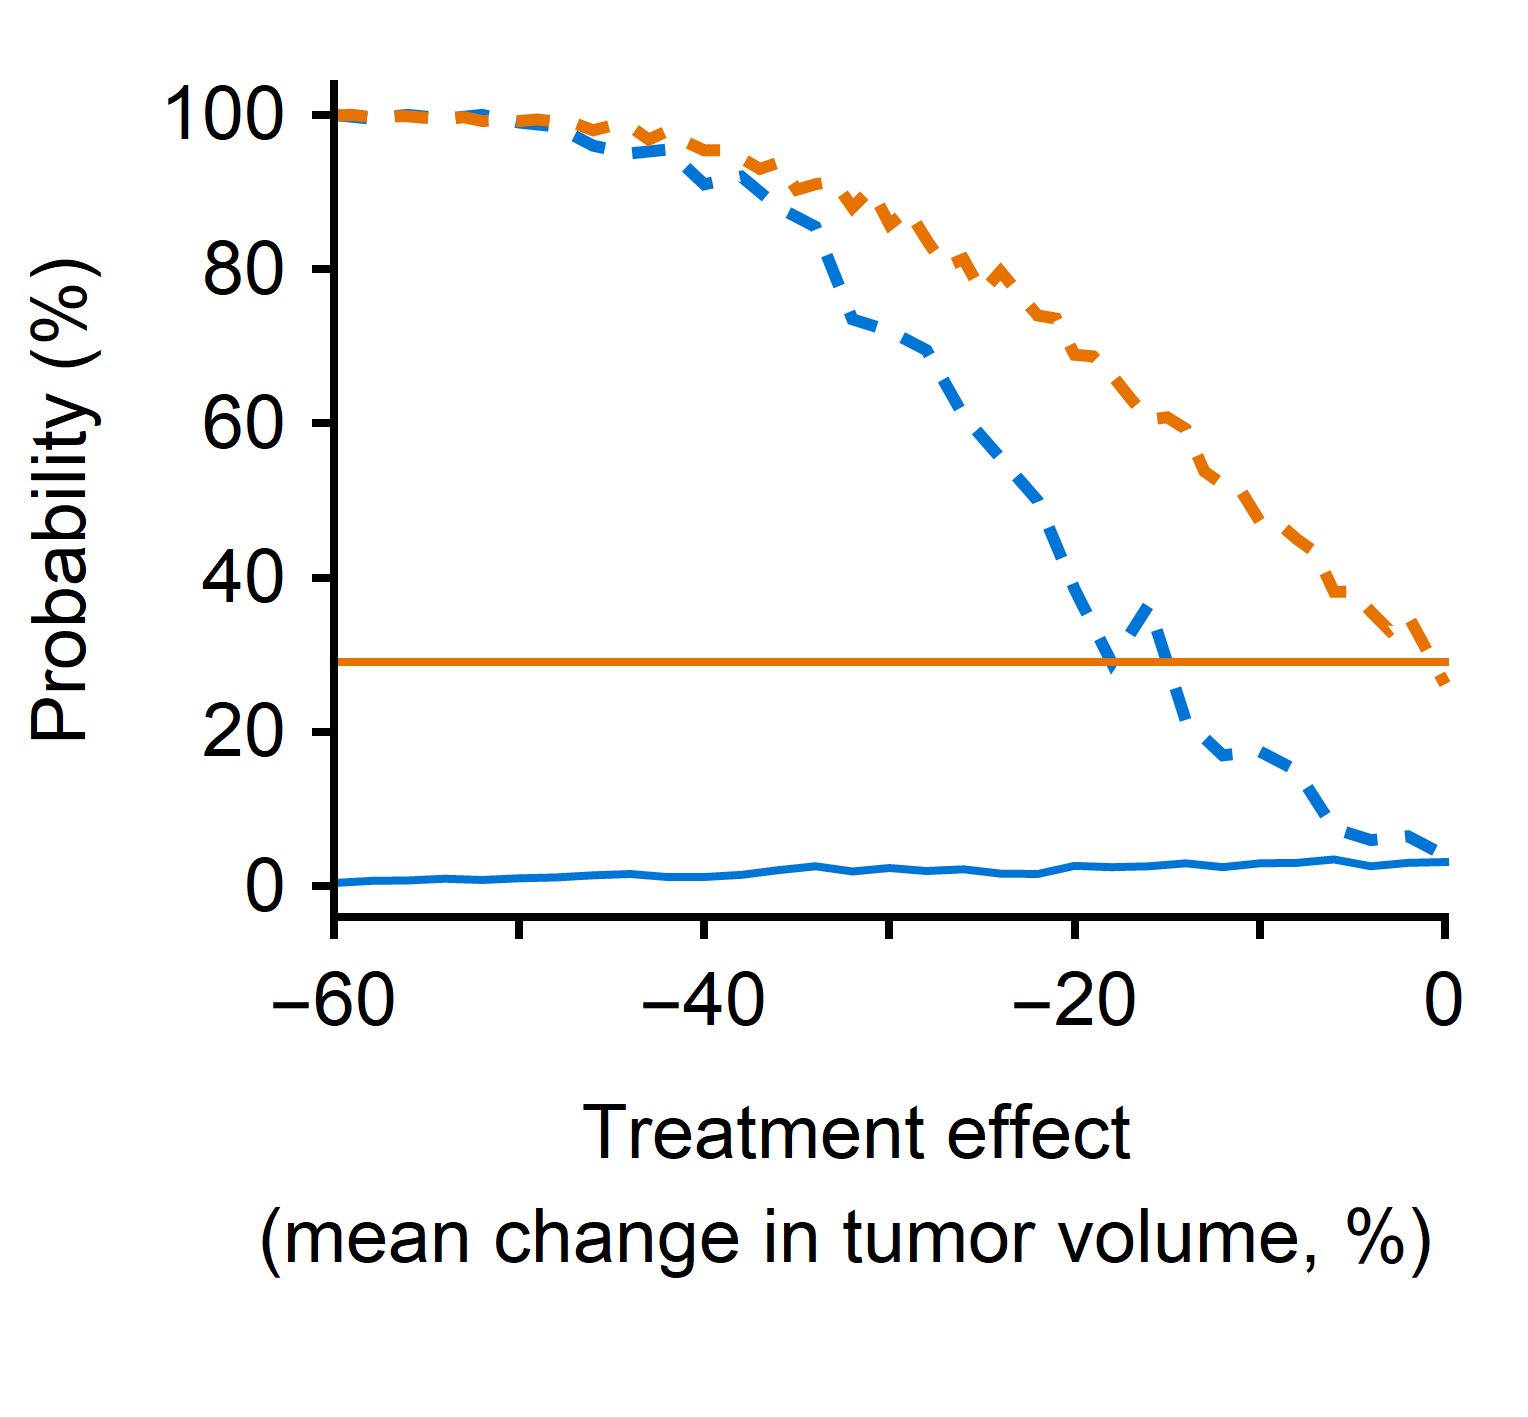 Probability (%)
100
80
60
40
20
0
–60 –40 –20 0
Treatment effect
(mean change in tumor volume, %)